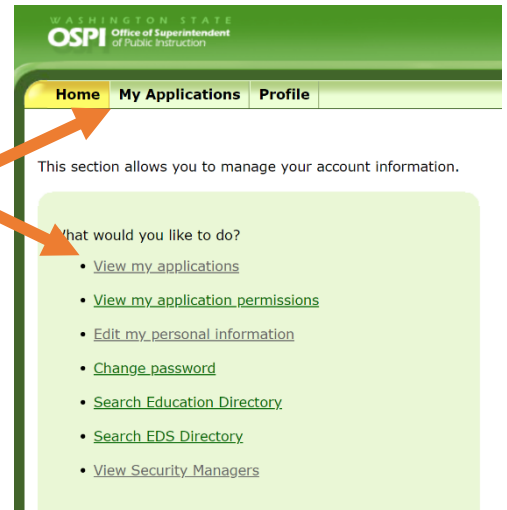 WASHINGTON STATE
OSPI Office of Superintendent
of Public Instruction
Home My Applications Profile
This section allows you to manage your account information.
What would you like to do?
• View my applications
• View my application permissions
• Edit my personal information
• Change password
• Search Education Directory
• Search EDS Directory
• View Security Managers